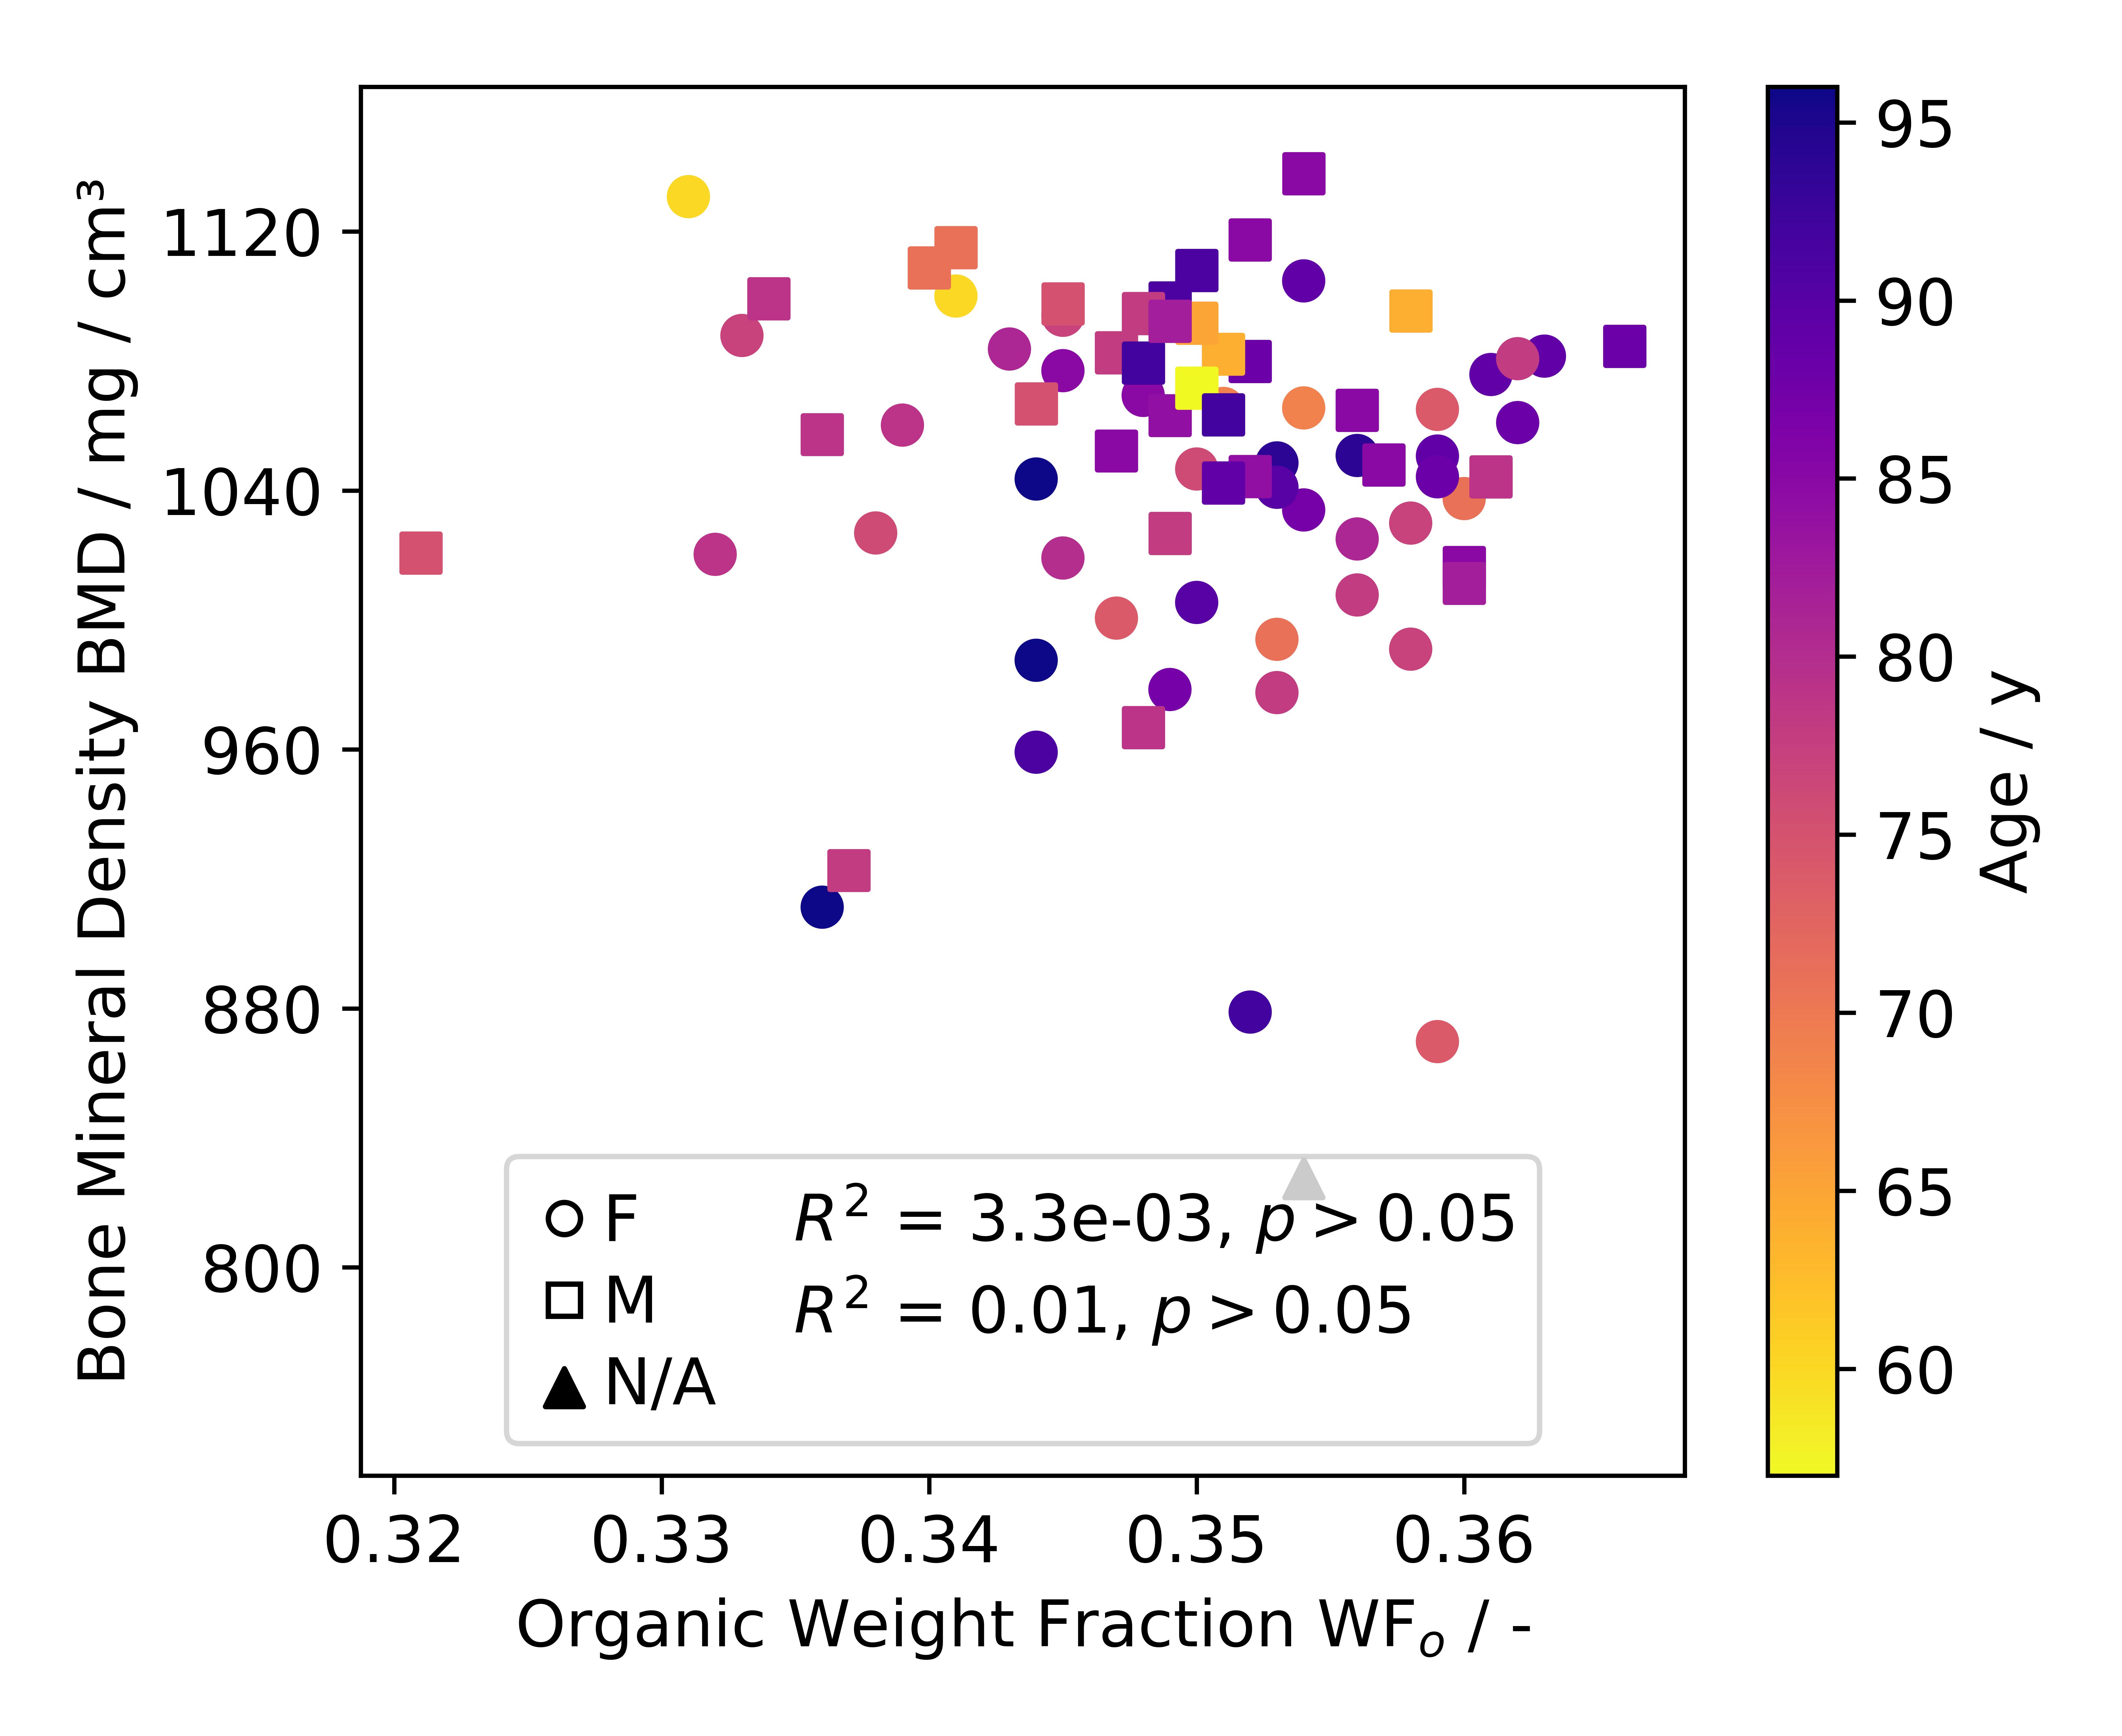 Bone Mineral Density BMD / mg / cm³
1120
1040
960
880
800
F R² = 3.3e-03, p > 0.05
M R² = 0.01, p > 0.05
N/A
0.32 0.33 0.34 0.35 0.36
Organic Weight Fraction WFₒ / -
95
90
85
80
75
70
65
60
Age / y